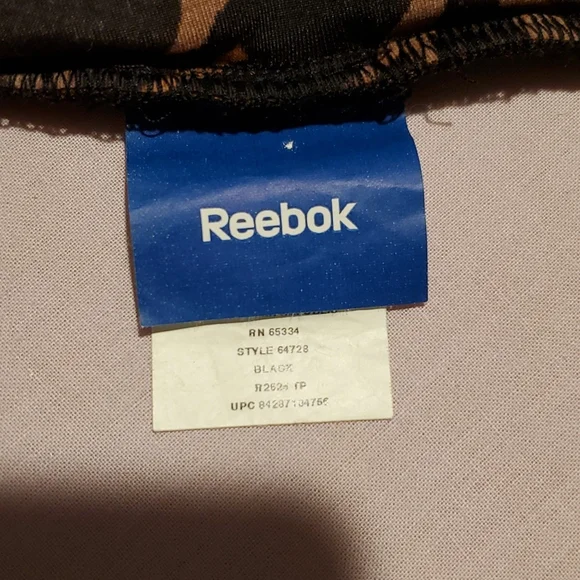 Reebok
RN 65334
STYLE 64728
BLACK
UPC